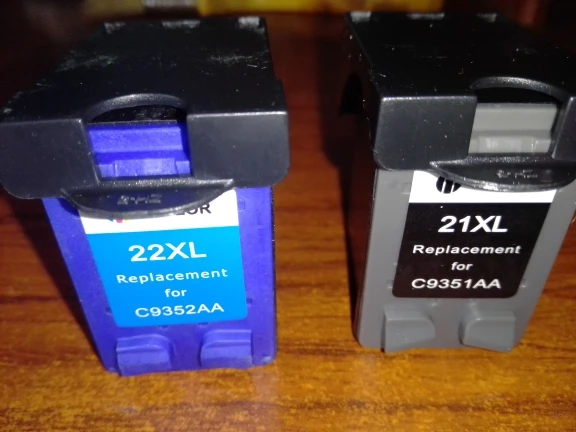 22XL
Replacement
for
C9352AA
21XL
Replacement
for
C9351AA